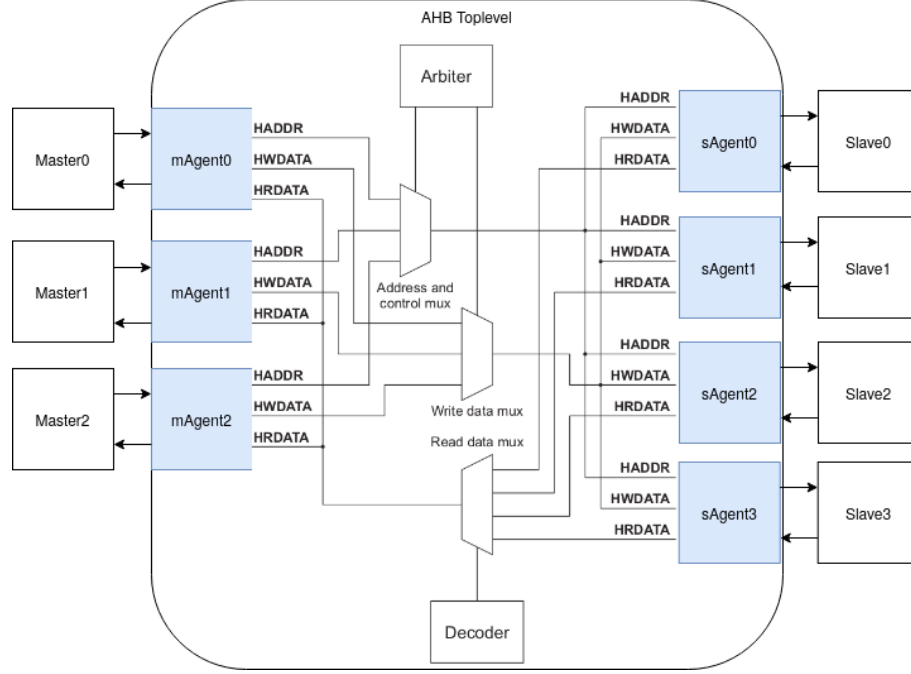 AHB Toplevel
Arbiter
Master0
mAgent0
HADDR
HWDATA
HRDATA
Master1
mAgent1
HADDR
HWDATA
HRDATA
Master2
mAgent2
HADDR
HWDATA
HRDATA
Address and
control mux
Write data mux
Read data mux
Decoder
HADDR
HWDATA
HRDATA
sAgent0
Slave0
HADDR
HWDATA
HRDATA
sAgent1
Slave1
HADDR
HWDATA
HRDATA
sAgent2
Slave2
HADDR
HWDATA
HRDATA
sAgent3
Slave3